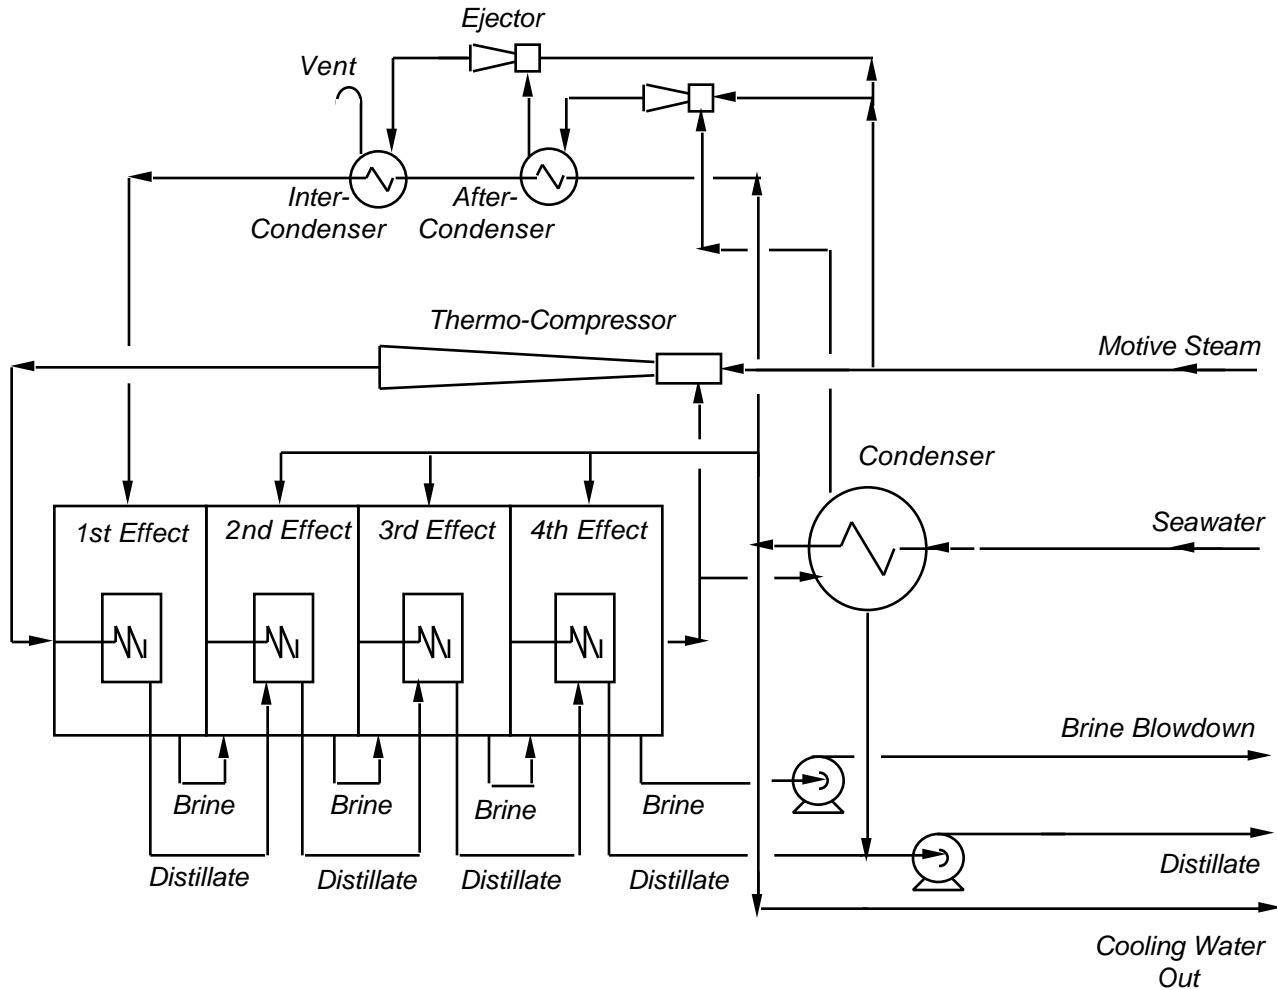 Ejector
Vent
Inter-
Condenser
After-
Condenser
Thermo-Compressor
Motive Steam
Condenser
Seawater
1st Effect
2nd Effect
3rd Effect
4th Effect
Brine Blowdown
Brine
Brine
Brine
Brine
Distillate
Distillate
Distillate
Distillate
Distillate
Cooling Water
Out